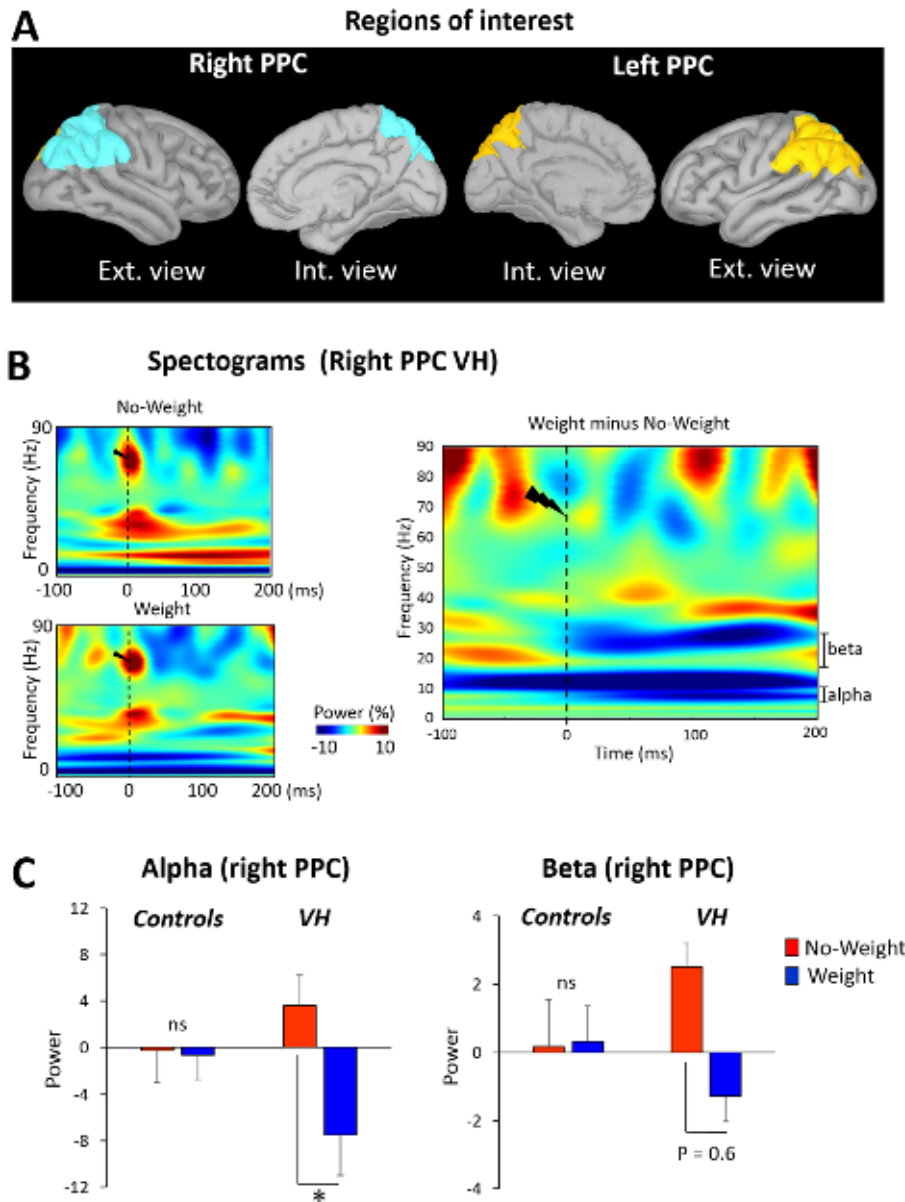 A
Regions of interest
Right PPC
Left PPC
Ext. view
Int. view
Int. view
Ext. view
B
Spectograms (Right PPC VH)
No-Weight
90
Frequency (Hz)
0
-100
0
100
200 (ms)
Weight
90
Frequency (Hz)
0
-100
0
100
200 (ms)
Power (%)
-10
10
Weight minus No-Weight
90
80
70
60
50
40
30
20
10
0
Frequency (Hz)
-100
0
100
200
Time (ms)
beta
alpha
C
Alpha (right PPC)
12
8
4
0
-4
-8
-12
Power
Controls
VH
ns
*
Beta (right PPC)
4
2
0
-2
-4
Power
Controls
VH
ns
P = 0.6
No-Weight
Weight